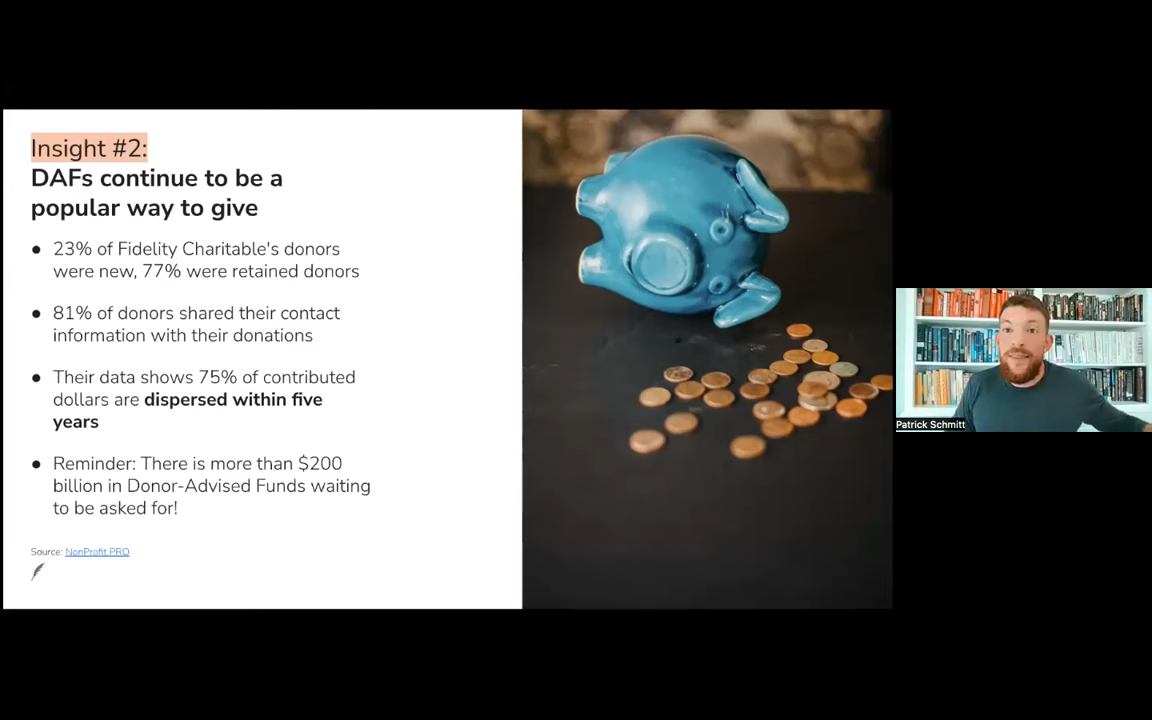 Insight #2:
DAFs continue to be a
popular way to give
● 23% of Fidelity Charitable's donors
were new, 77% were retained donors
● 81% of donors shared their contact
information with their donations
● Their data shows 75% of contributed
dollars are dispersed within five
years
● Reminder: There is more than $200
billion in Donor-Advised Funds waiting
to be asked for!
Source: NonProfit PRO
Patrick Schmitt